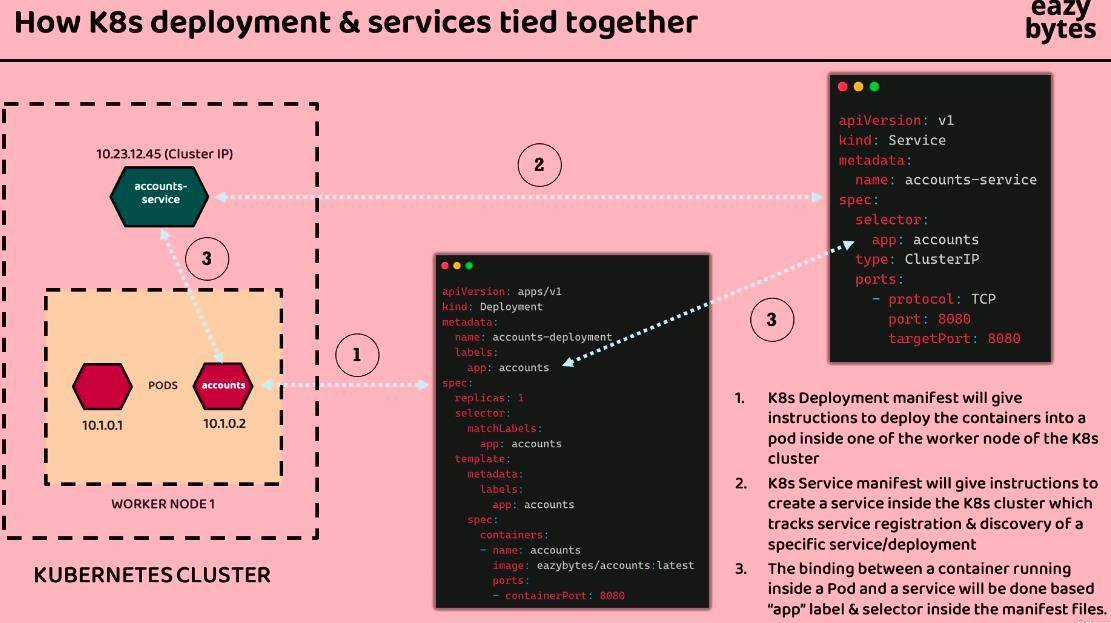 How K8s deployment & services tied together
eazy
bytes
10.23.12.45 (Cluster IP)
accounts-
service
3
PODS
accounts
10.1.0.1
10.1.0.2
WORKER NODE 1
KUBERNETES CLUSTER
2
1
apiVersion: apps/v1
kind: Deployment
metadata:
  name: accounts-deployment
  labels:
    app: accounts
spec:
  replicas: 1
  selector:
    matchLabels:
      app: accounts
  template:
    metadata:
      labels:
        app: accounts
    spec:
      containers:
      - name: accounts
        image: eazybytes/accounts:latest
        ports:
        - containerPort: 8080
3
apiVersion: v1
kind: Service
metadata:
  name: accounts-service
spec:
  selector:
    app: accounts
  type: ClusterIP
  ports:
    - protocol: TCP
      port: 8080
      targetPort: 8080
1. K8s Deployment manifest will give
instructions to deploy the containers into a
pod inside one of the worker node of the K8s
cluster
2. K8s Service manifest will give instructions to
create a service inside the K8s cluster which
tracks service registration & discovery of a
specific service/deployment
3. The binding between a container running
inside a Pod and a service will be done based
"app" label & selector inside the manifest files.